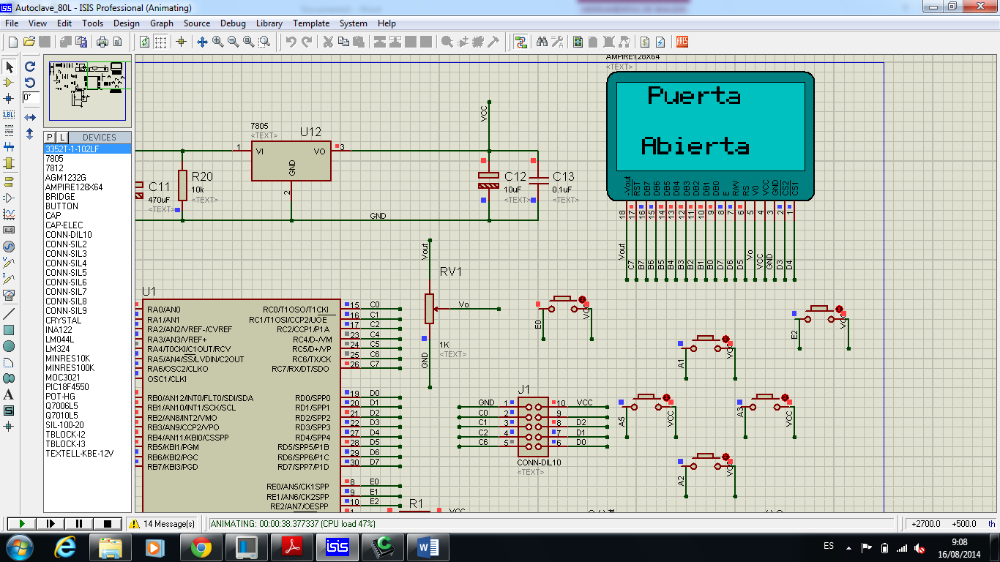 Autoclave_80L - ISIS Professional (Animating)
File View Edit Tools Design Graph Source Debug Library Template System Help
0°
P L DEVICES
3352T-1-102LF
7805
7812
AGM1232G
AMPIRE128X64
BRIDGE
BUTTON
CAP
CAP-ELEC
CONN-DIL10
CONN-SIL2
CONN-SIL3
CONN-SIL4
CONN-SIL5
CONN-SIL6
CONN-SIL7
CONN-SIL8
CONN-SIL9
CRYSTAL
INA122
LM044L
LM324
MINRES10K
MINRES100K
MOC3021
PIC18F4550
POT-HG
Q7006L5
Q7010L5
SIL-100-20
TBLOCK-I2
TBLOCK-I3
TEXTELL-KBE-12V
LBL
A
S
ARES
AMPIRE128X64
<TEXT>
Puerta
Abierta
-Vout RST DB7 DB6 DB5 DB4 DB3 DB2 DB1 DB0 E R/W RS V0 VCC GND CS2 CS1
18 17 16 15 14 13 12 11 10 9 8 7 6 5 4 3 2 1
Vout C7 B7 B6 B5 B4 B3 B2 B1 B0 D7 D6 D5 Vo VCC GND D3 D4
7805
<TEXT>
U12
1 VI VO 3
GND
2
VCC
R20
10k
<TEXT>
C11
470uF
<TEXT>
C12
10uF
<TEXT>
C13
0.1uF
<TEXT>
GND
Vout
RV1
Vo
1K
<TEXT>
GND
U1
RA0/AN0
RA1/AN1
RA2/AN2/VREF-/CVREF
RA3/AN3/VREF+
RA4/T0CKI/C1OUT/RCV
RA5/AN4/SS/LVDIN/C2OUT
RA6/OSC2/CLKO
OSC1/CLKI
RB0/AN12/INT0/FLT0/SDI/SDA
RB1/AN10/INT1/SCK/SCL
RB2/AN8/INT2/VMO
RB3/AN9/CCP2/VPO
RB4/AN11/KBI0/CSSPP
RB5/KBI1/PGM
RB6/KBI2/PGC
RB7/KBI3/PGD
RC0/T1OSO/T1CKI 15 C0
RC1/T1OSI/CCP2/UOE 16 C1
RC2/CCP1/P1A 17 C2
RC4/D-/VM 23 C4
RC5/D+/VP 24 C5
RC6/TX/CK 25 C6
RC7/RX/DT/SDO 26 C7
RD0/SPP0 19 D0
RD1/SPP1 20 D1
RD2/SPP2 21 D2
RD3/SPP3 22 D3
RD4/SPP4 27 D4
RD5/SPP5/P1B 28 D5
RD6/SPP6/P1C 29 D6
RD7/SPP7/P1D 30 D7
RE0/AN5/CK1SPP 8 E0
RE1/AN6/CK2SPP 9 E1
RE2/AN7/OESPP 10 E2
1
R1
VCC
J1
GND 1 10 VCC
C0 2 9
C1 3 8 D2
C2 4 7 D1
C6 5 6 D0
CONN-DIL10
<TEXT>
E0 VCC
E2 VCC
A1 VCC
A5 VCC
A3 VCC
A2 VCC
14 Message(s)
ANIMATING: 00:00:38.377337 (CPU load 47%)
+2700.0 +500.0 th
isis
ES
9:08
16/08/2014